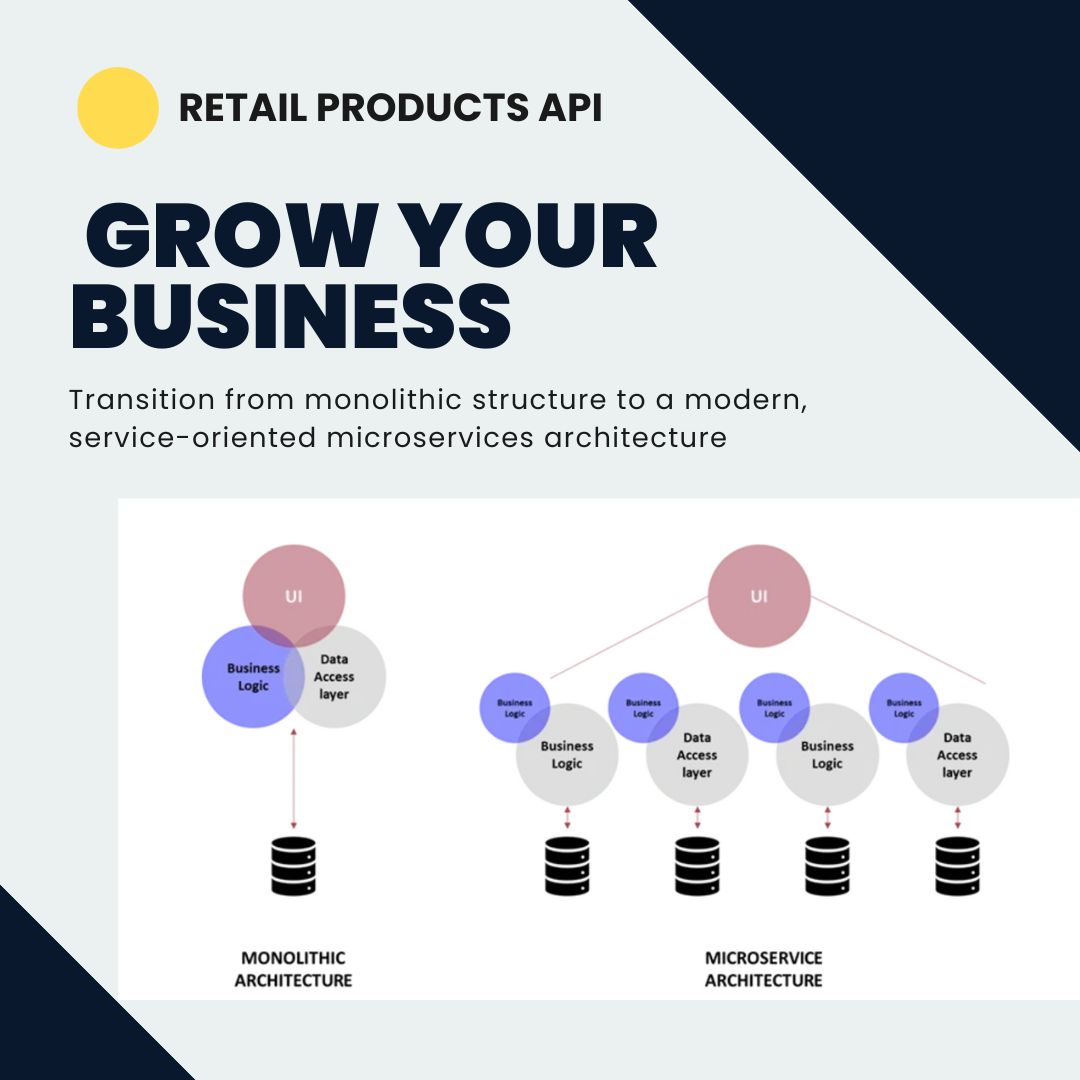 RETAIL PRODUCTS API
GROW YOUR
BUSINESS
Transition from monolithic structure to a modern,
service-oriented microservices architecture
UI
Business
Logic
Data
Access
layer
MONOLITHIC
ARCHITECTURE
UI
Business
Logic
Business
Logic
Business
Logic
Data
Access
layer
Business
Logic
Business
Logic
Business
Logic
Data
Access
layer
MICROSERVICE
ARCHITECTURE